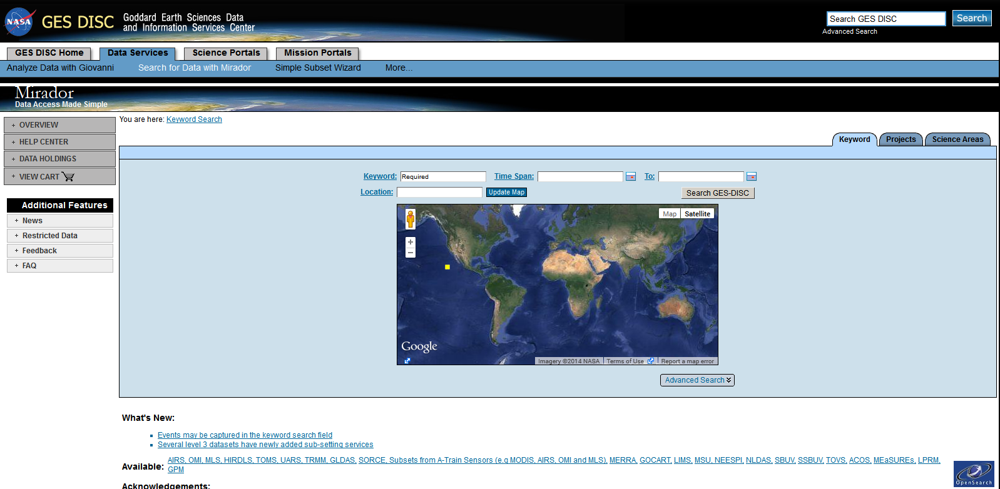 NASA GES DISC Goddard Earth Sciences Data
and Information Services Center
Search GES DISC Search
Advanced Search
GES DISC Home Data Services Science Portals Mission Portals
Analyze Data with Giovanni Search for Data with Mirador Simple Subset Wizard More...
Mirador
Data Access Made Simple
You are here: Keyword Search
+ OVERVIEW
+ HELP CENTER
+ DATA HOLDINGS
+ VIEW CART
Additional Features
+ News
+ Restricted Data
+ Feedback
+ FAQ
Keyword Projects Science Areas
Keyword: Required Time Span: To:
Location: Update Map Search GES-DISC
Map Satellite
+
−
Google
Imagery ©2014 NASA Terms of Use Report a map error
Advanced Search
What's New:
Events may be captured in the keyword search field
Several level 3 datasets have newly added sub-setting services
Available: AIRS, OMI, MLS, HIRDLS, TOMS, UARS, TRMM, GLDAS, SORCE, Subsets from A-Train Sensors (e.g MODIS, AIRS, OMI and MLS), MERRA, GOCART, LIMS, MSU, NEESPI, NLDAS, SBUV, SSBUV, TOVS, ACOS, MEaSUREs, LPRM,
GPM
OpenSearch
Acknowledgements: